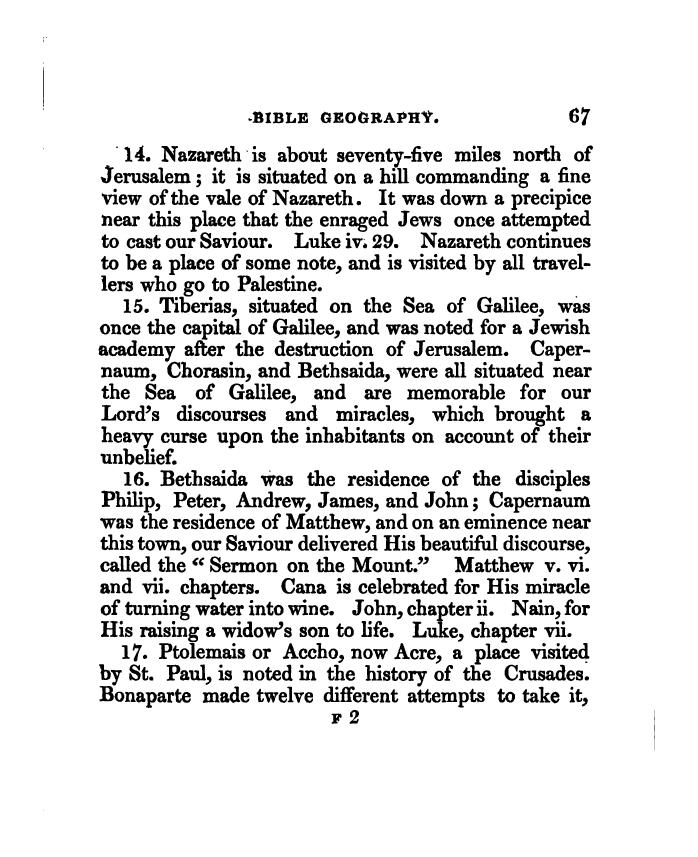 BIBLE GEOGRAPHY. 67
14. Nazareth is about seventy-five miles north of
Jerusalem; it is situated on a hill commanding a fine
view of the vale of Nazareth. It was down a precipice
near this place that the enraged Jews once attempted
to cast our Saviour. Luke iv. 29. Nazareth continues
to be a place of some note, and is visited by all travel-
lers who go to Palestine.
15. Tiberias, situated on the Sea of Galilee, was
once the capital of Galilee, and was noted for a Jewish
academy after the destruction of Jerusalem. Caper-
naum, Chorasin, and Bethsaida, were all situated near
the Sea of Galilee, and are memorable for our
Lord's discourses and miracles, which brought a
heavy curse upon the inhabitants on account of their
unbelief.
16. Bethsaida was the residence of the disciples
Philip, Peter, Andrew, James, and John; Capernaum
was the residence of Matthew, and on an eminence near
this town, our Saviour delivered His beautiful discourse,
called the "Sermon on the Mount." Matthew v. vi.
and vii. chapters. Cana is celebrated for His miracle
of turning water into wine. John, chapter ii. Nain, for
His raising a widow's son to life. Luke, chapter vii.
17. Ptolemais or Accho, now Acre, a place visited
by St. Paul, is noted in the history of the Crusades.
Bonaparte made twelve different attempts to take it,
F 2